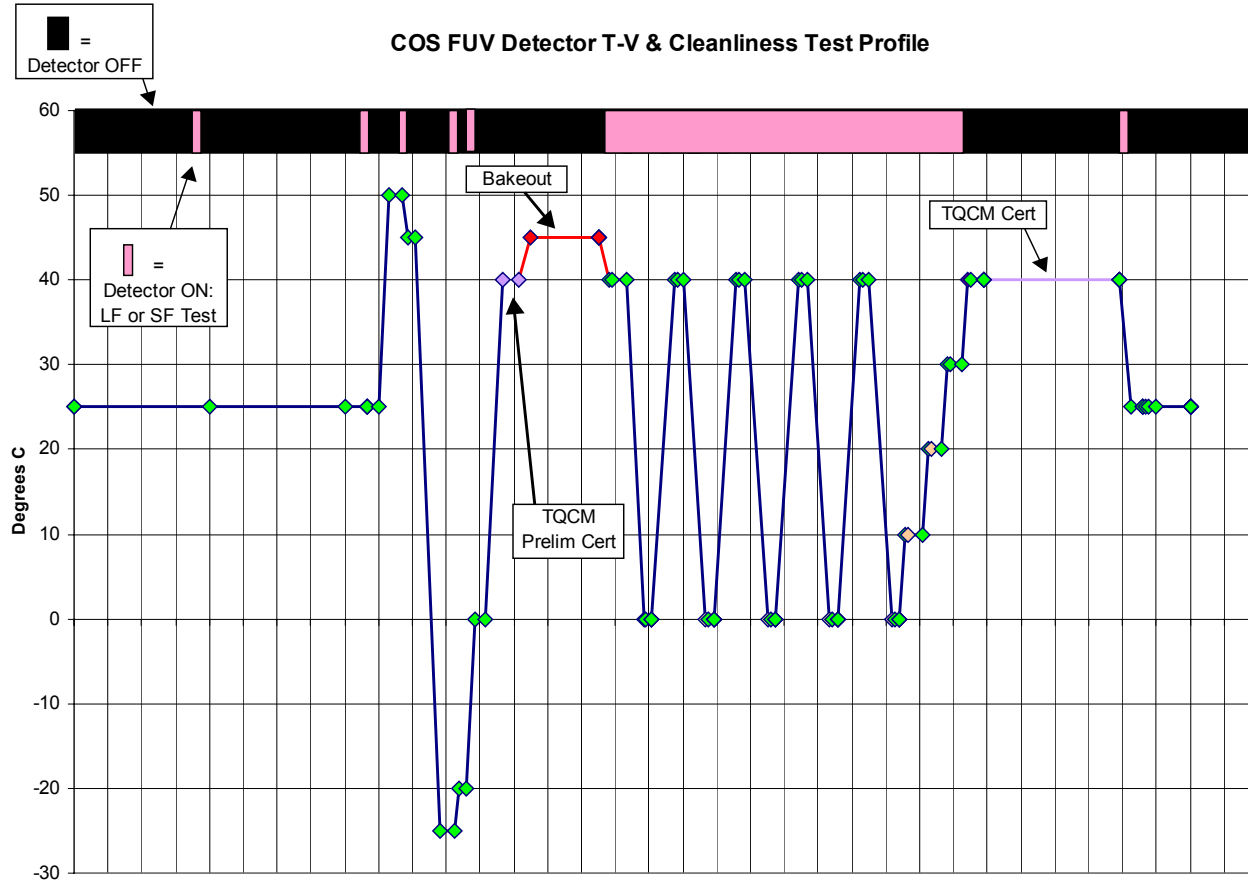 =
Detector OFF
COS FUV Detector T-V & Cleanliness Test Profile
60
50
40
30
20
10
0
-10
-20
-30
Degrees C
=
Detector ON:
LF or SF Test
Bakeout
TQCM Cert
TQCM
Prelim Cert